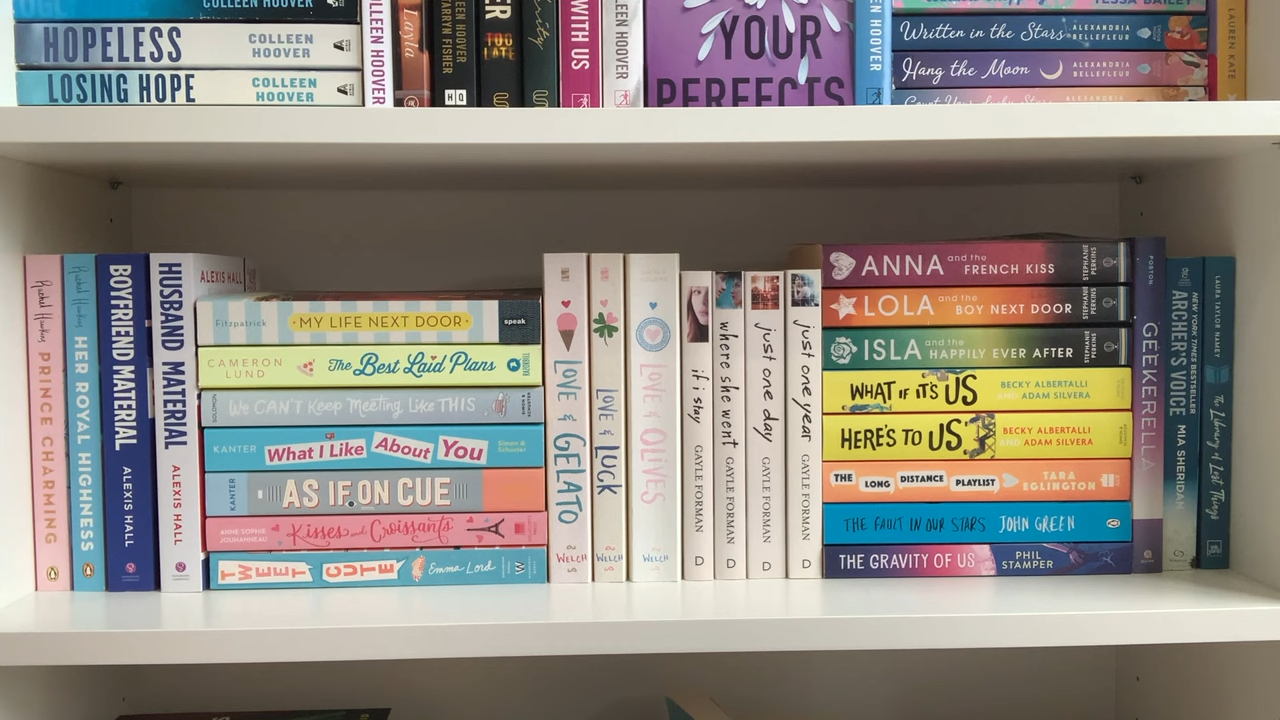 COLLEEN HOOVER
HOPELESS
COLLEEN HOOVER
LOSING HOPE
COLLEEN HOOVER
COLLEEN HOOVER
Layla
TARRYN FISHER
TOO LATE
WITH US
YOUR
PERFECTS
TESSA BAILEY
Written in the Stars
ALEXANDRIA BELLEFLEUR
Hang the Moon
ALEXANDRIA BELLEFLEUR
ALEXANDRIA
LAUREN KATE
Rachel Hawkins
PRINCE CHARMING
Rachel Hawkins
HER ROYAL HIGHNESS
BOYFRIEND MATERIAL
ALEXIS HALL
HUSBAND MATERIAL
ALEXIS HALL
ALEXIS HALL
Fitzpatrick
MY LIFE NEXT DOOR
speak
CAMERON LUND
The Best Laid Plans
We CAN'T Keep Meeting Like THIS
SOLOMON
KANTER
What I Like About You
Simon & Schuster
KANTER
AS IF ON CUE
ANNE-SOPHIE JOUHANNEAU
Kisses and Croissants
TWEET CUTE
Emma Lord
LOVE & GELATO
WELCH
LOVE & LUCK
WELCH
LOVE & OLIVES
WELCH
if i stay
GAYLE FORMAN
where she went
GAYLE FORMAN
just one day
GAYLE FORMAN
just one year
GAYLE FORMAN
ANNA and the FRENCH KISS
STEPHANIE PERKINS
LOLA and the BOY NEXT DOOR
STEPHANIE PERKINS
ISLA and the HAPPILY EVER AFTER
STEPHANIE PERKINS
WHAT IF IT'S US
BECKY ALBERTALLI
AND ADAM SILVERA
HERE'S TO US
BECKY ALBERTALLI
AND ADAM SILVERA
THE LONG DISTANCE PLAYLIST
TARA EGLINGTON
THE FAULT IN OUR STARS
JOHN GREEN
THE GRAVITY OF US
PHIL STAMPER
POSTON
GEEKERELLA
NEW YORK TIMES BESTSELLER
ARCHER'S VOICE
MIA SHERIDAN
LAURA TAYLOR NAMEY
The Library of Lost Things